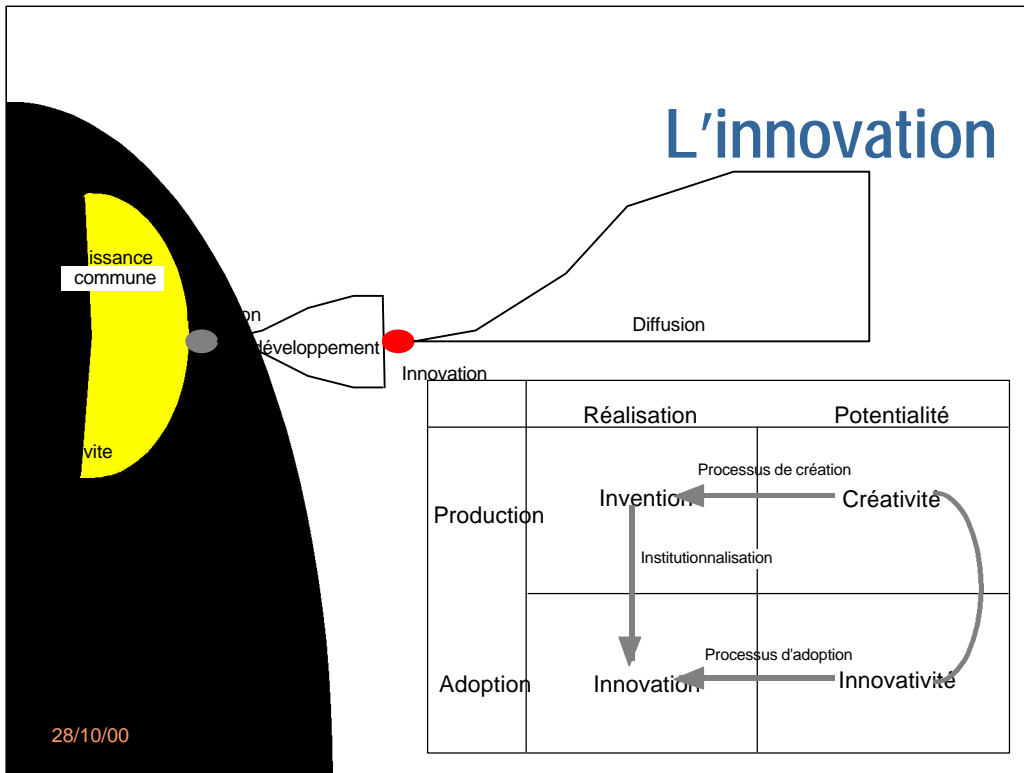 L'innovation
issance
commune
on
développement
Innovation
Diffusion
vite
Réalisation Potentialité
Processus de création
Production Invention Créativité
Institutionnalisation
Processus d'adoption
Adoption Innovation Innovativité
28/10/00